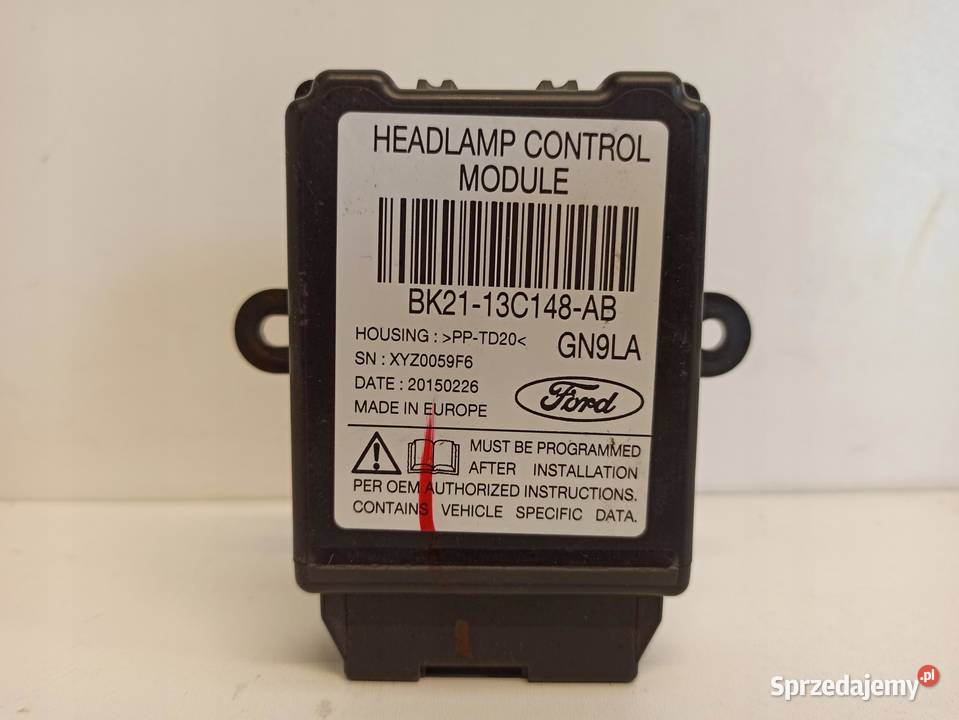 HEADLAMP CONTROL
MODULE
BK21-13C148-AB
HOUSING : >PP-TD20<
GN9LA
SN : XYZ0059F6
DATE : 20150226
MADE IN EUROPE
Ford
MUST BE PROGRAMMED
AFTER INSTALLATION
PER OEM AUTHORIZED INSTRUCTIONS.
CONTAINS VEHICLE SPECIFIC DATA.
Sprzedajemy.pl